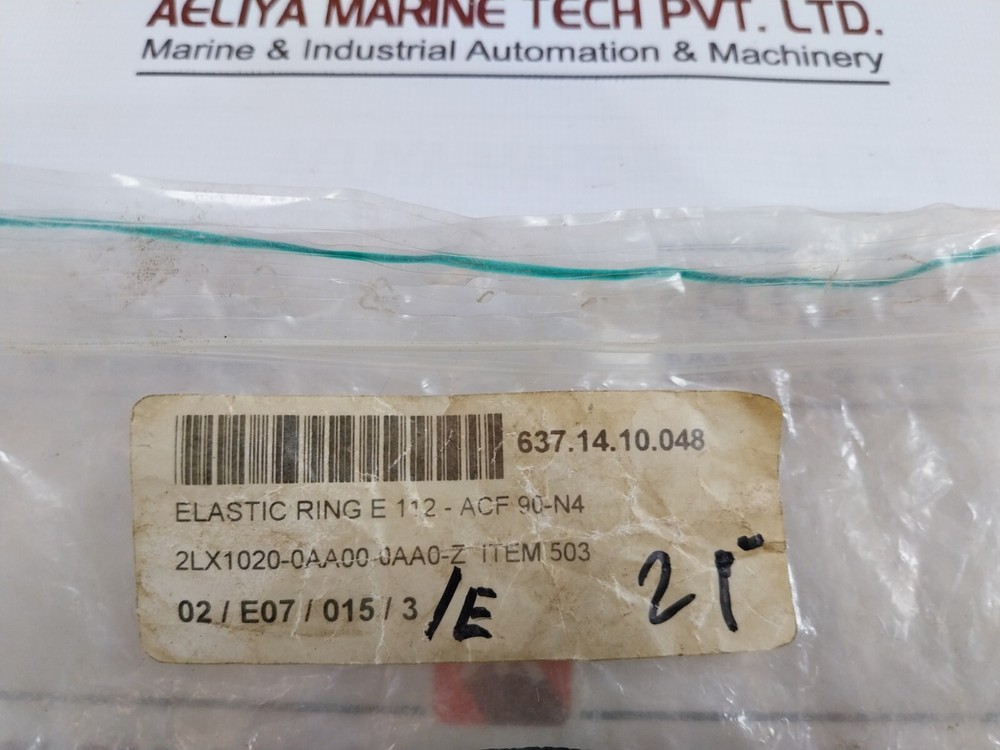 AELIYA MARINE TECH PVT. LTD.
Marine & Industrial Automation & Machinery
637.14.10.048
ELASTIC RING E 112 - ACF 90-N4
2LX1020-0AA00-0AA0-Z ITEM 503
02 / E07 / 015 / 3 /E